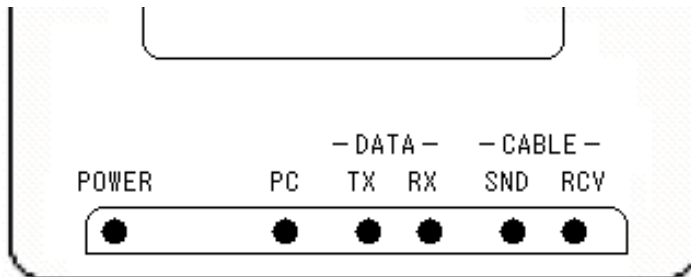 －DATA－ －CABLE－
POWER PC TX RX SND RCV